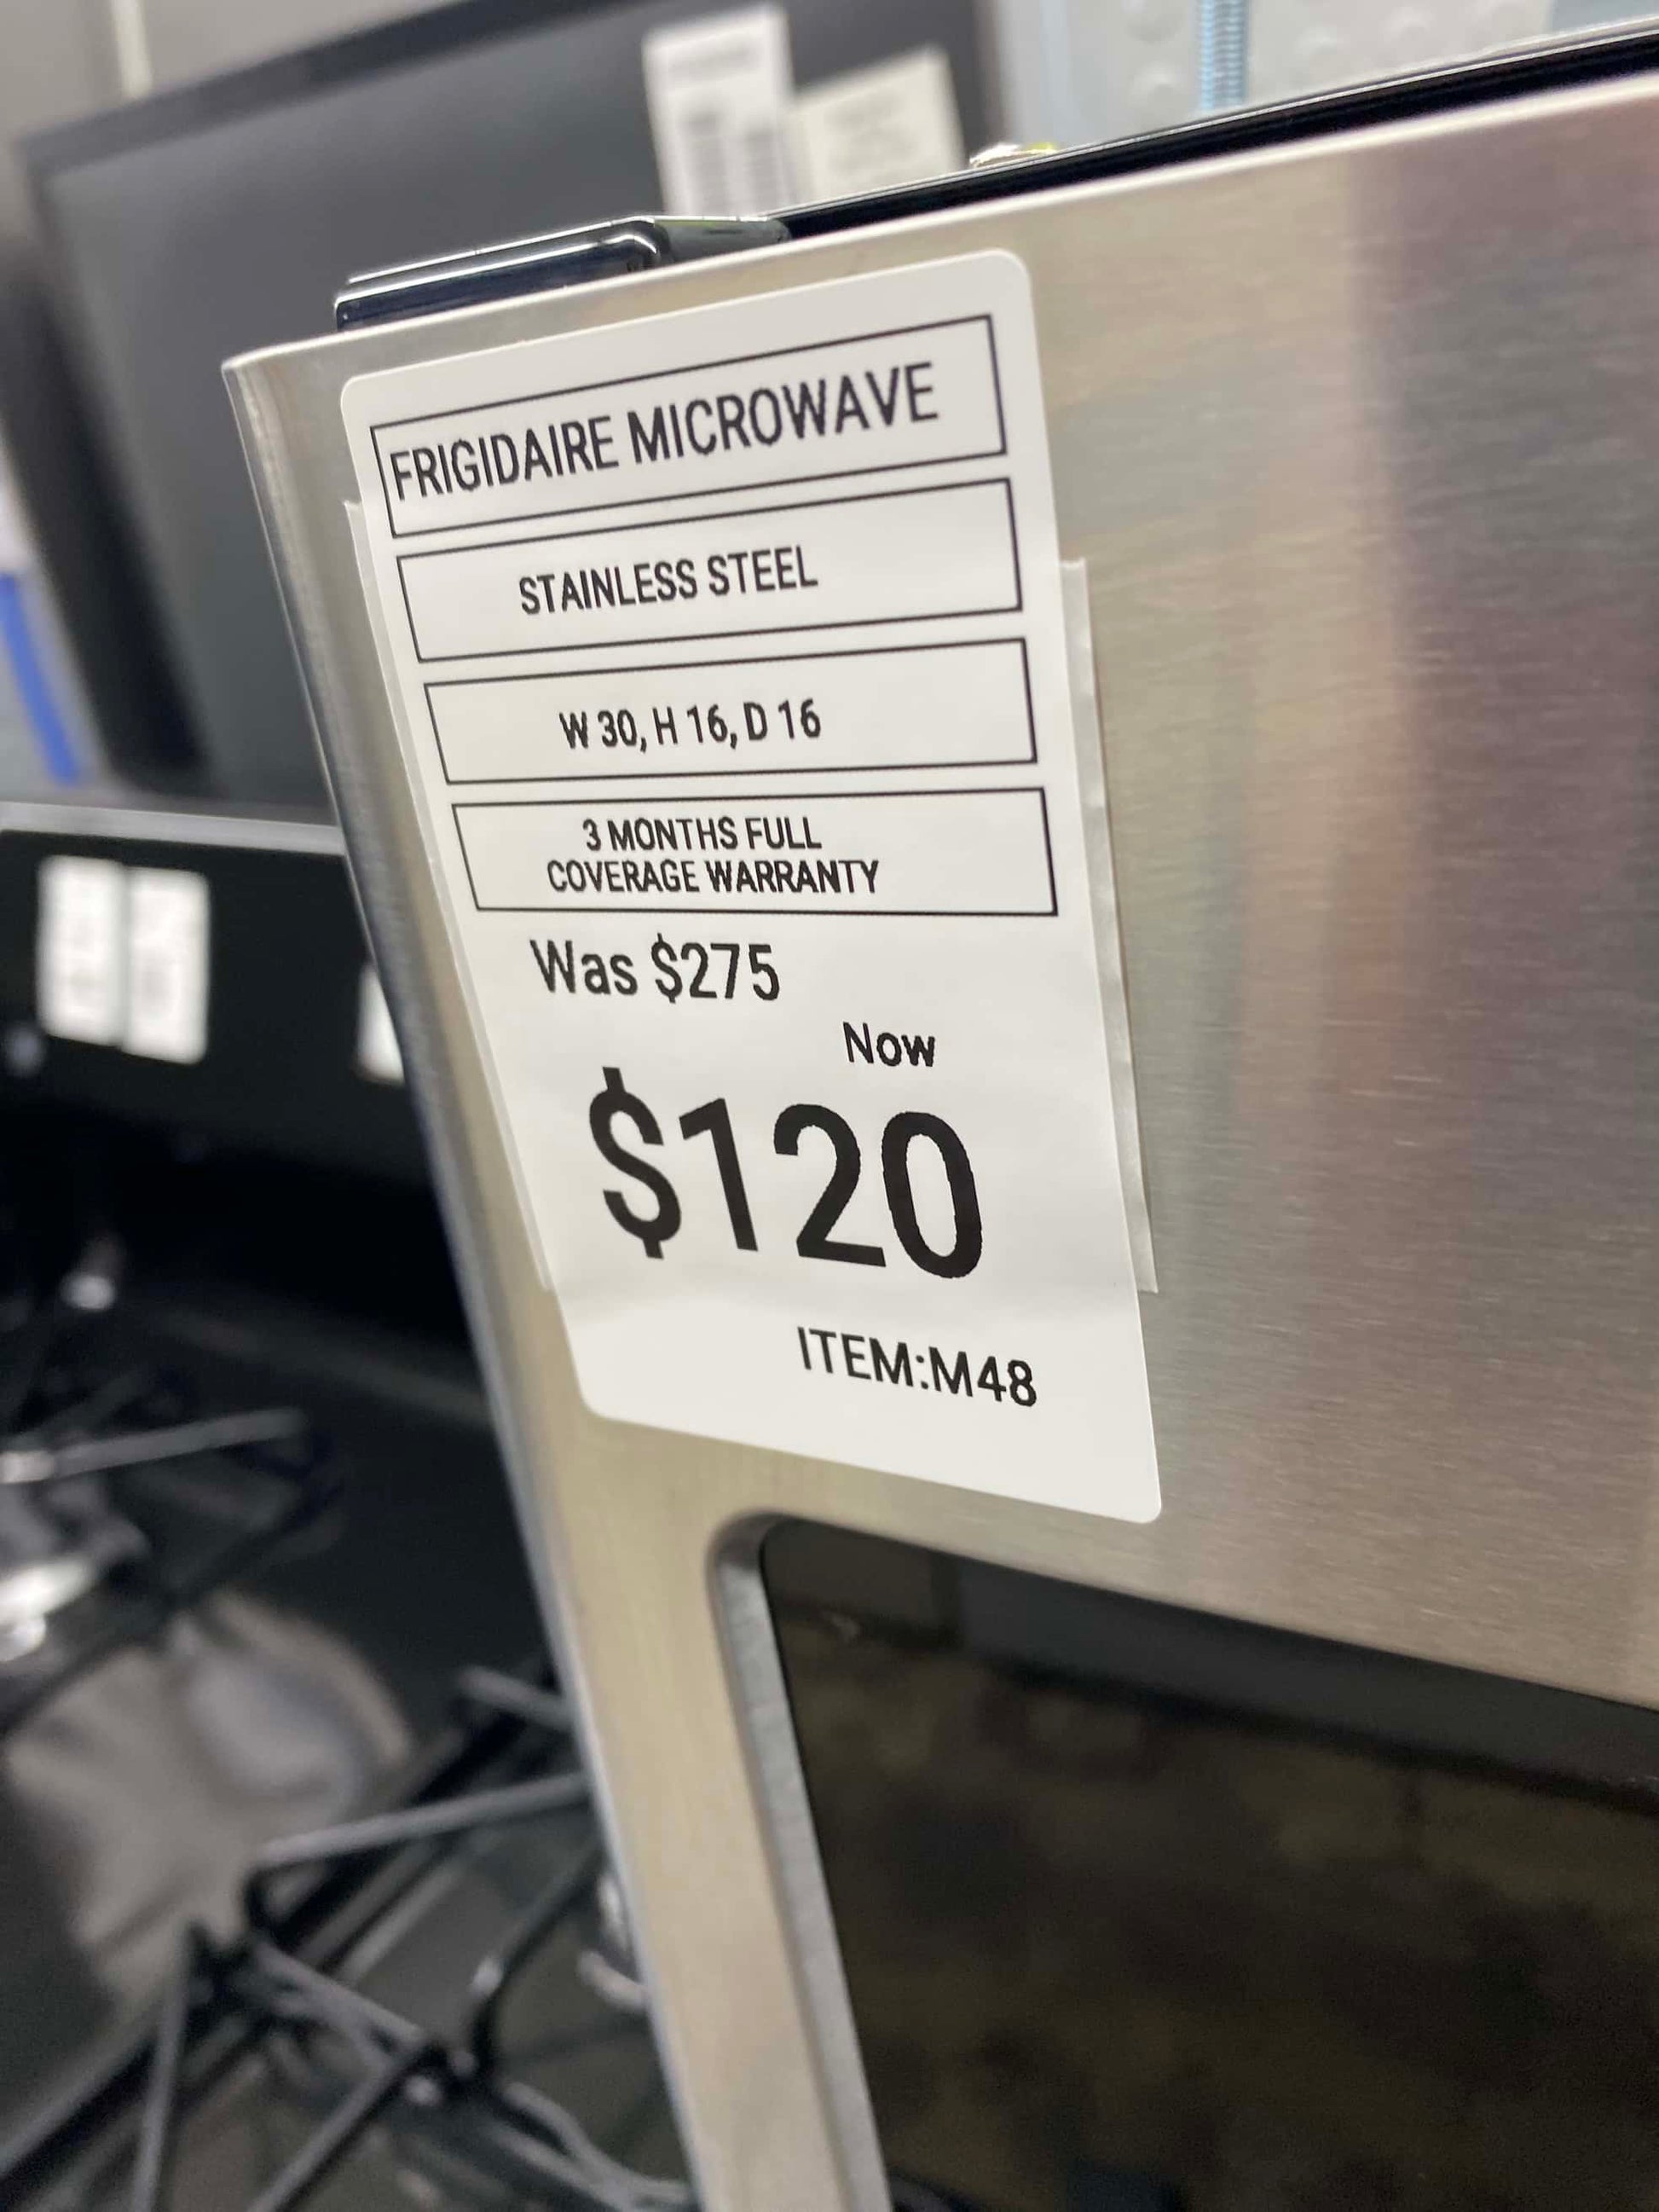 FRIGIDAIRE MICROWAVE
STAINLESS STEEL
W 30, H 16, D 16
3 MONTHS FULL
COVERAGE WARRANTY
Was $275
Now
$120
ITEM:M48